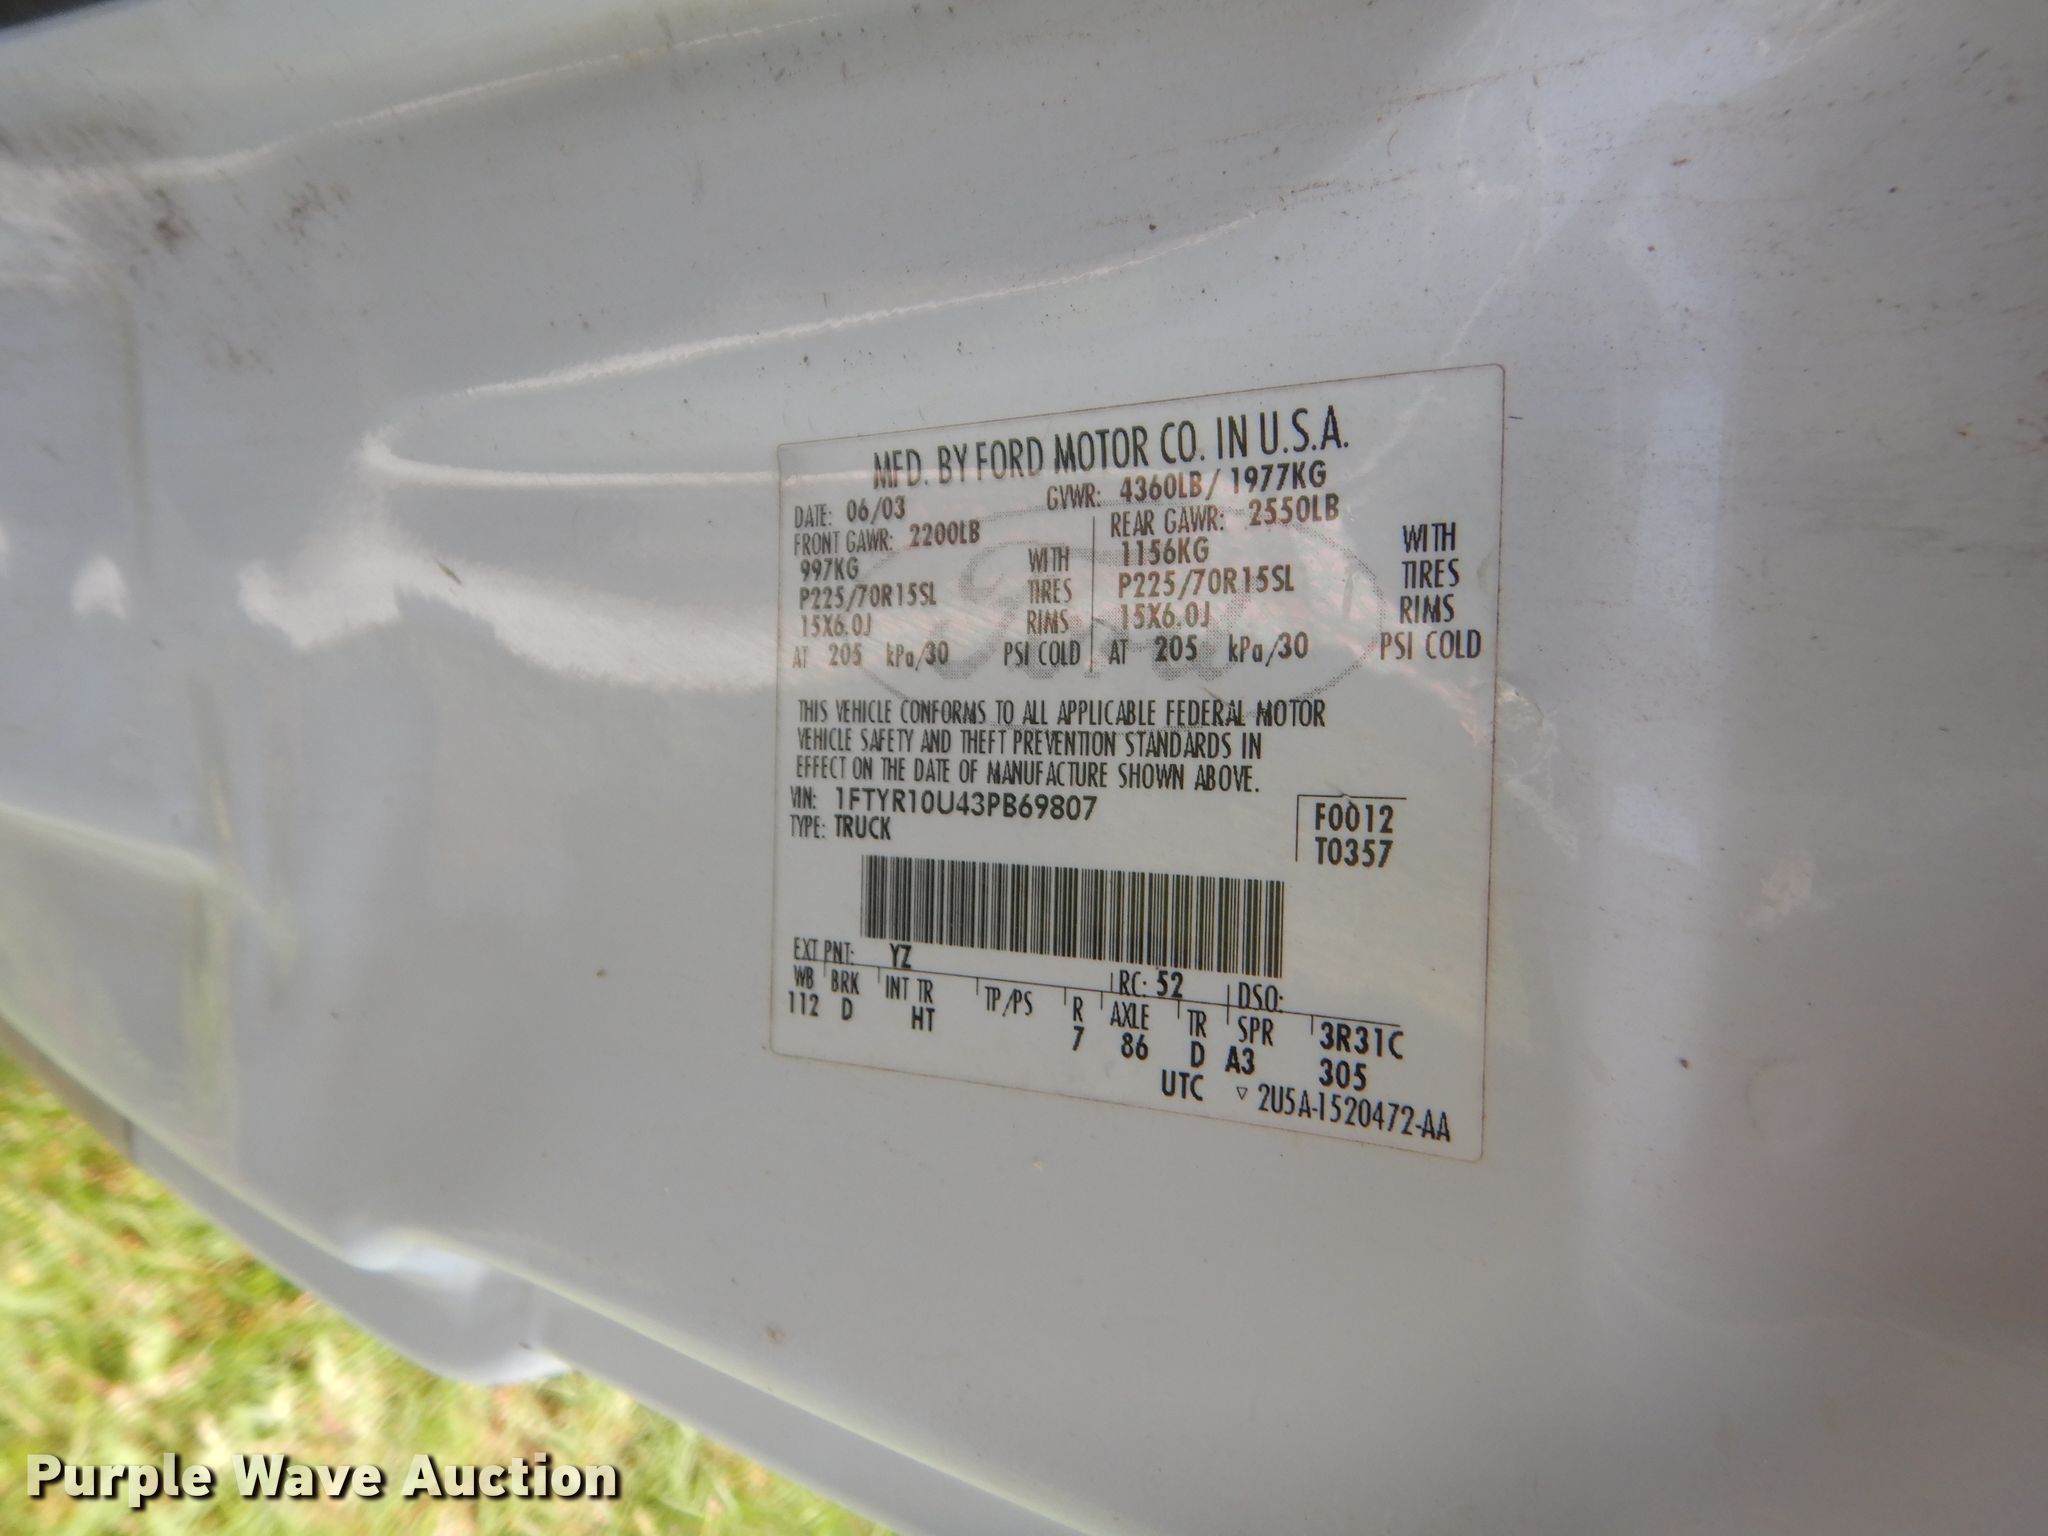 MFD. BY FORD MOTOR CO. IN U.S.A.
DATE: 06/03 GVWR: 4360LB/ 1977KG
FRONT GAWR: 2200LB REAR GAWR: 2550LB
997KG WITH 1156KG WITH
P225/70R15SL TIRES P225/70R15SL TIRES
15X6.0J RIMS 15X6.0J RIMS
AT 205 kPa/30 PSI COLD AT 205 kPa/30 PSI COLD
THIS VEHICLE CONFORMS TO ALL APPLICABLE FEDERAL MOTOR
VEHICLE SAFETY AND THEFT PREVENTION STANDARDS IN
EFFECT ON THE DATE OF MANUFACTURE SHOWN ABOVE.
VIN: 1FTYR10U43PB69807 F0012
TYPE: TRUCK T0357
EXT PNT: YZ RC: 52 DSO:
WB BRK INT TR TP/PS R AXLE TR SPR 3R31C
112 D HT 7 86 D A3 305
UTC ▽ 2U5A-1520472-AA
Purple Wave Auction